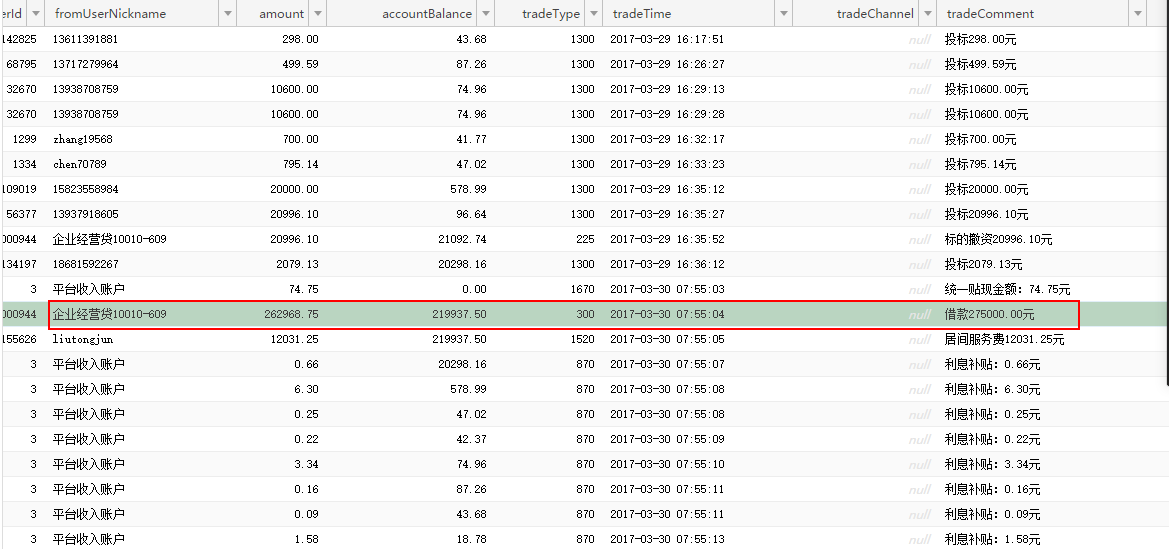 erId fromUserNickname amount accountBalance tradeType tradeTime tradeChannel tradeComment
142825 13611391881 298.00 43.68 1300 2017-03-29 16:17:51 null 投标298.00元
68795 13717279964 499.59 87.26 1300 2017-03-29 16:26:27 null 投标499.59元
32670 13938708759 10600.00 74.96 1300 2017-03-29 16:29:13 null 投标10600.00元
32670 13938708759 10600.00 74.96 1300 2017-03-29 16:29:28 null 投标10600.00元
1299 zhang19568 700.00 41.77 1300 2017-03-29 16:32:17 null 投标700.00元
1334 chen70789 795.14 47.02 1300 2017-03-29 16:33:23 null 投标795.14元
109019 15823558984 20000.00 578.99 1300 2017-03-29 16:35:12 null 投标20000.00元
56377 13937918605 20996.10 96.64 1300 2017-03-29 16:35:27 null 投标20996.10元
000944 企业经营贷10010-609 20996.10 21092.74 225 2017-03-29 16:35:52 null 标的撤资20996.10元
134197 18681592267 2079.13 20298.16 1300 2017-03-29 16:36:12 null 投标2079.13元
3 平台收入账户 74.75 0.00 1670 2017-03-30 07:55:03 null 统一贴现金额：74.75元
000944 企业经营贷10010-609 262968.75 219937.50 300 2017-03-30 07:55:04 null 借款275000.00元
155626 liutongjun 12031.25 219937.50 1520 2017-03-30 07:55:05 null 居间服务费12031.25元
3 平台收入账户 0.66 20298.16 870 2017-03-30 07:55:07 null 利息补贴：0.66元
3 平台收入账户 6.30 578.99 870 2017-03-30 07:55:08 null 利息补贴：6.30元
3 平台收入账户 0.25 47.02 870 2017-03-30 07:55:08 null 利息补贴：0.25元
3 平台收入账户 0.22 42.37 870 2017-03-30 07:55:09 null 利息补贴：0.22元
3 平台收入账户 3.34 74.96 870 2017-03-30 07:55:10 null 利息补贴：3.34元
3 平台收入账户 0.16 87.26 870 2017-03-30 07:55:11 null 利息补贴：0.16元
3 平台收入账户 0.09 43.68 870 2017-03-30 07:55:11 null 利息补贴：0.09元
3 平台收入账户 1.58 18.78 870 2017-03-30 07:55:13 null 利息补贴：1.58元